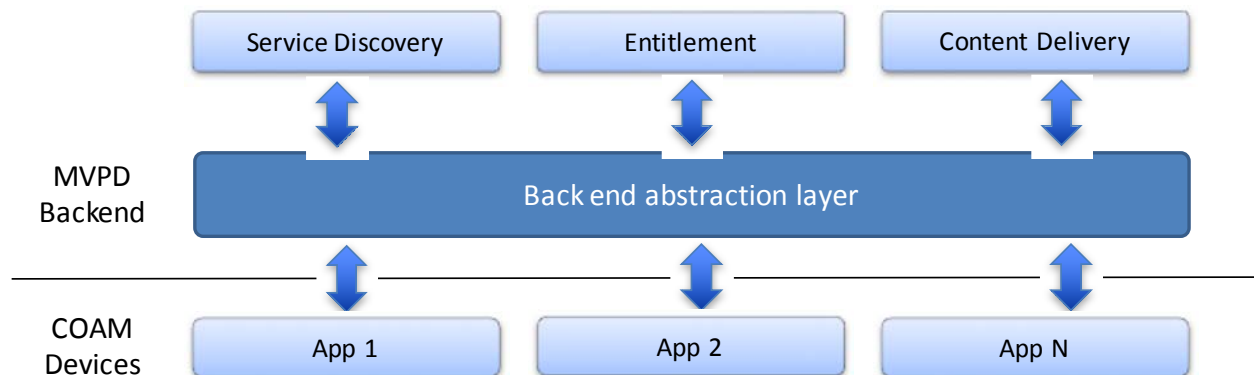 Service Discovery
Entitlement
Content Delivery
MVPD
Backend
Back end abstraction layer
COAM
Devices
App 1
App 2
App N